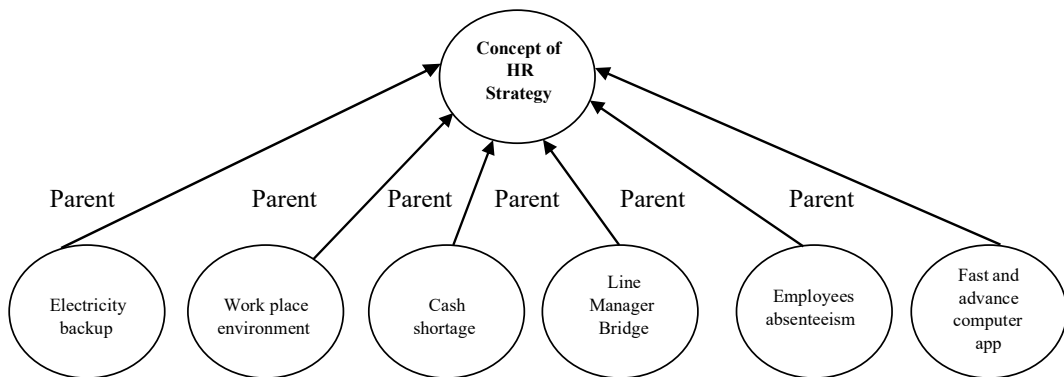 Concept of
HR
Strategy
Parent
Parent
Parent
Parent
Parent
Parent
Electricity
backup
Work place
environment
Cash
shortage
Line
Manager
Bridge
Employees
absenteeism
Fast and
advance
computer
app